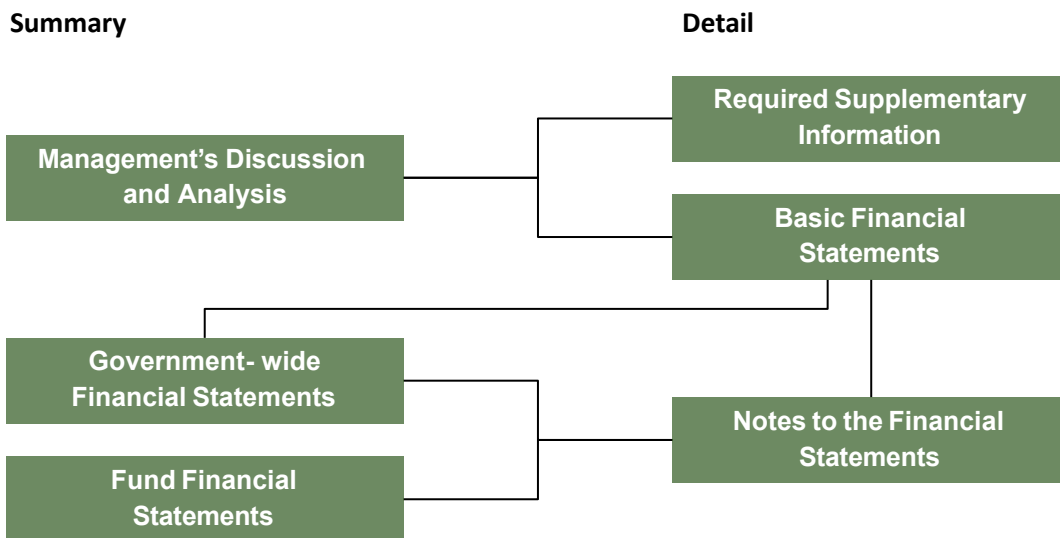 Summary
Detail
Required Supplementary
Information
Management’s Discussion
and Analysis
Basic Financial
Statements
Government- wide
Financial Statements
Notes to the Financial
Statements
Fund Financial
Statements